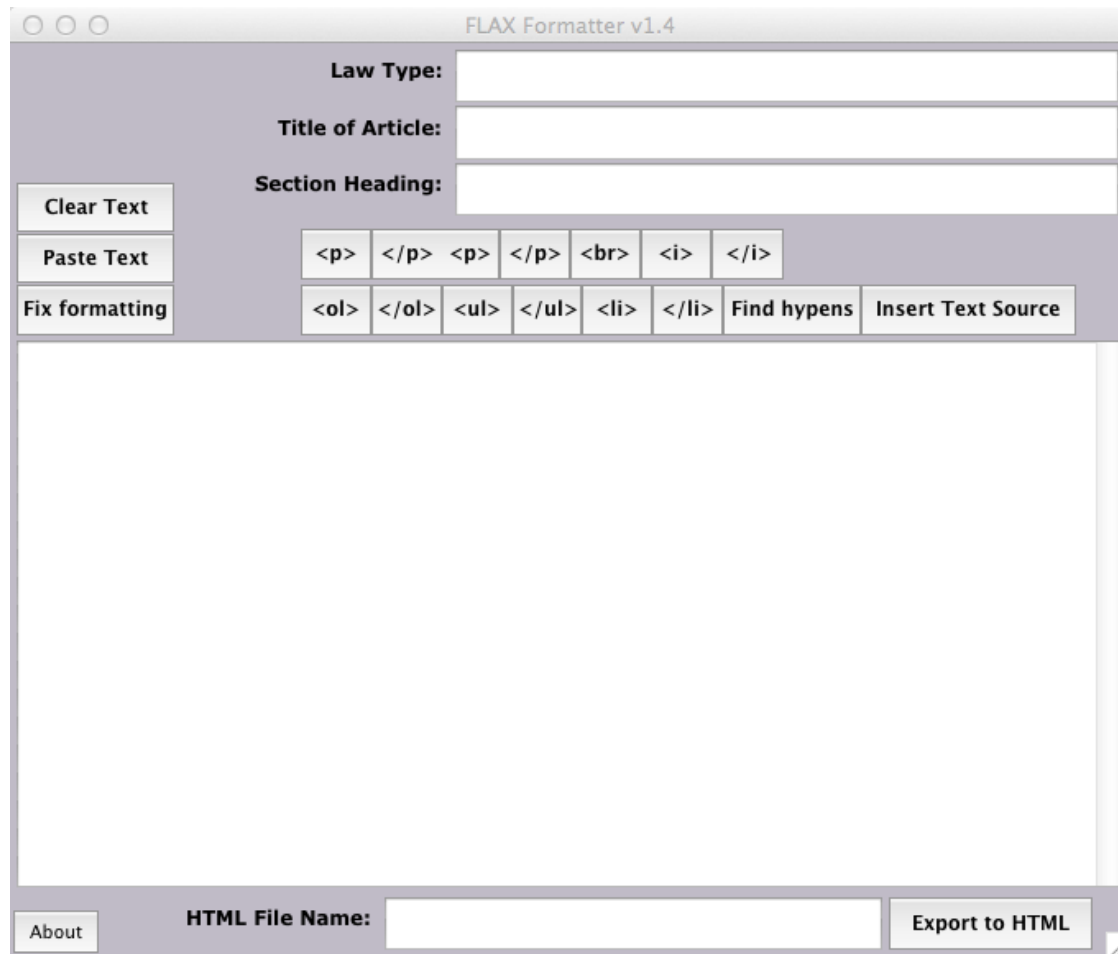 FLAX Formatter v1.4
Law Type:
Title of Article:
Section Heading:
Clear Text
Paste Text
<p> </p> <p> </p> <br> <i> </i>
Fix formatting
<ol> </ol> <ul> </ul> <li> </li> Find hypens Insert Text Source
About
HTML File Name:
Export to HTML